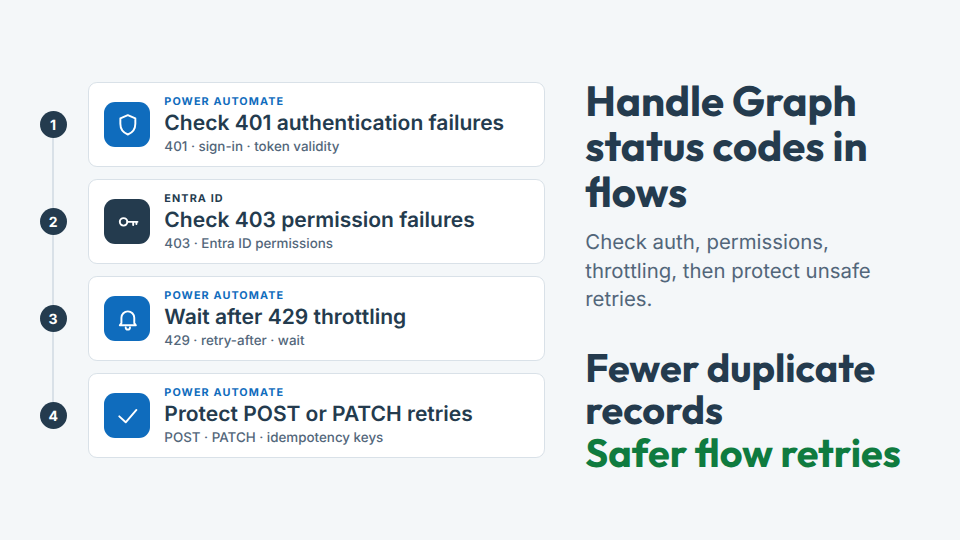 1
POWER AUTOMATE
Check 401 authentication failures
401 · sign-in · token validity
2
ENTRA ID
Check 403 permission failures
403 · Entra ID permissions
3
POWER AUTOMATE
Wait after 429 throttling
429 · retry-after · wait
4
POWER AUTOMATE
Protect POST or PATCH retries
POST · PATCH · idempotency keys
Handle Graph
status codes in
flows
Check auth, permissions,
throttling, then protect unsafe
retries.
Fewer duplicate
records
Safer flow retries